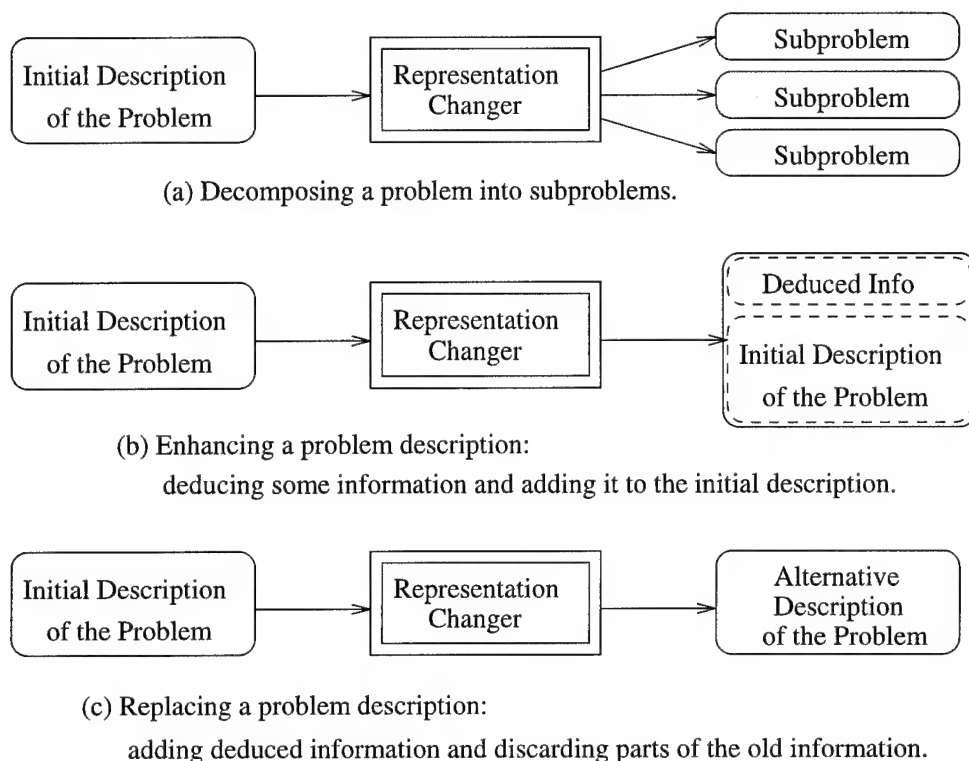 Initial Description
of the Problem
Representation
Changer
Subproblem
Subproblem
Subproblem
(a) Decomposing a problem into subproblems.
Initial Description
of the Problem
Representation
Changer
Deduced Info
Initial Description
of the Problem
(b) Enhancing a problem description:
deducing some information and adding it to the initial description.
Initial Description
of the Problem
Representation
Changer
Alternative
Description
of the Problem
(c) Replacing a problem description:
adding deduced information and discarding parts of the old information.